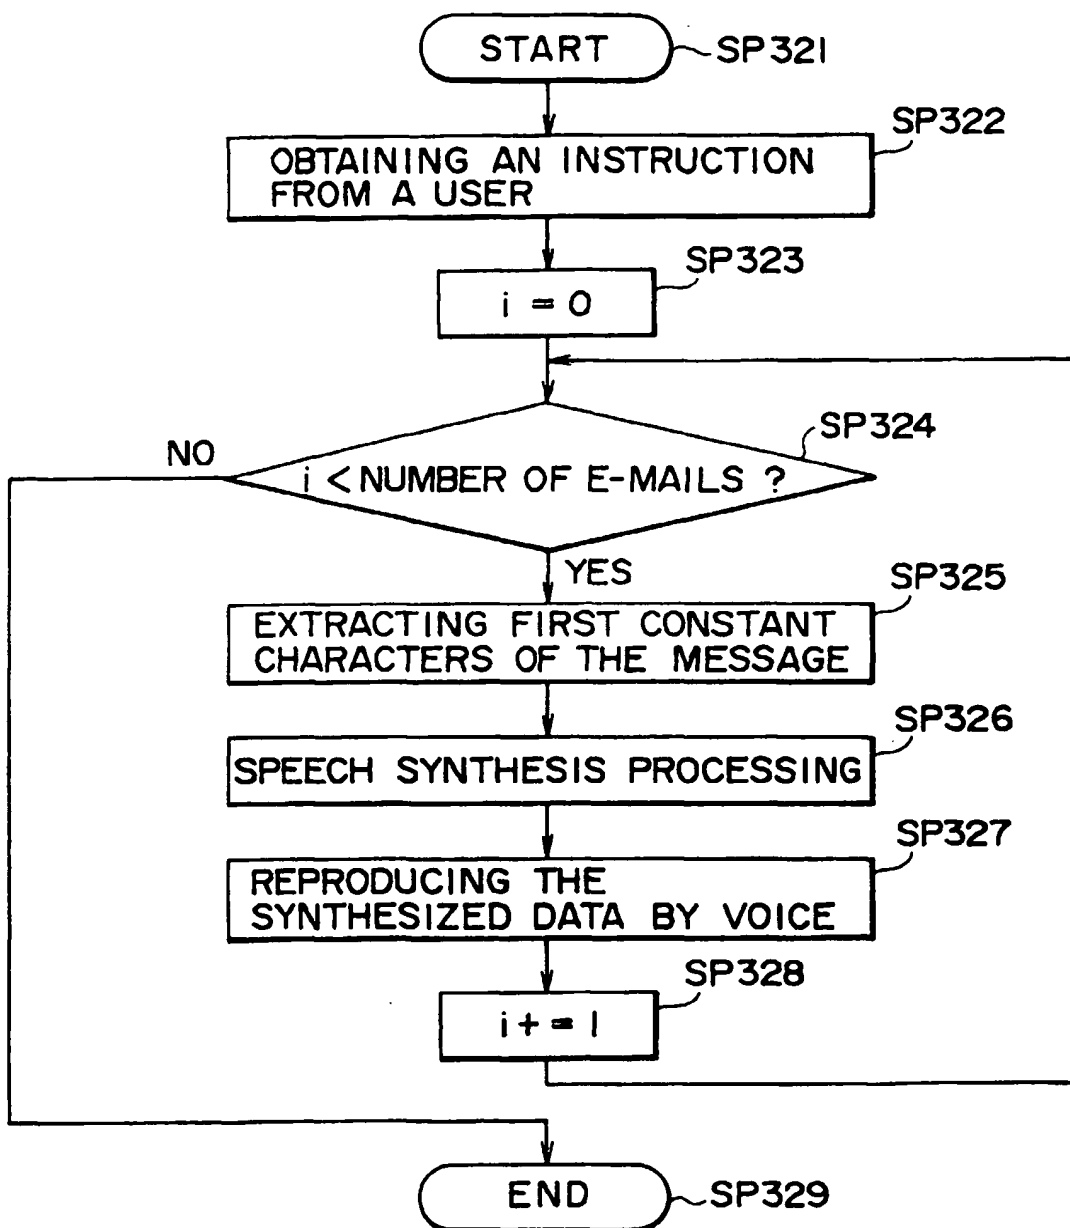 START
SP321
SP322
OBTAINING AN INSTRUCTION
FROM A USER
SP323
i = 0
SP324
NO
i < NUMBER OF E-MAILS ?
YES
SP325
EXTRACTING FIRST CONSTANT
CHARACTERS OF THE MESSAGE
SP326
SPEECH SYNTHESIS PROCESSING
SP327
REPRODUCING THE
SYNTHESIZED DATA BY VOICE
SP328
i + = 1
END
SP329